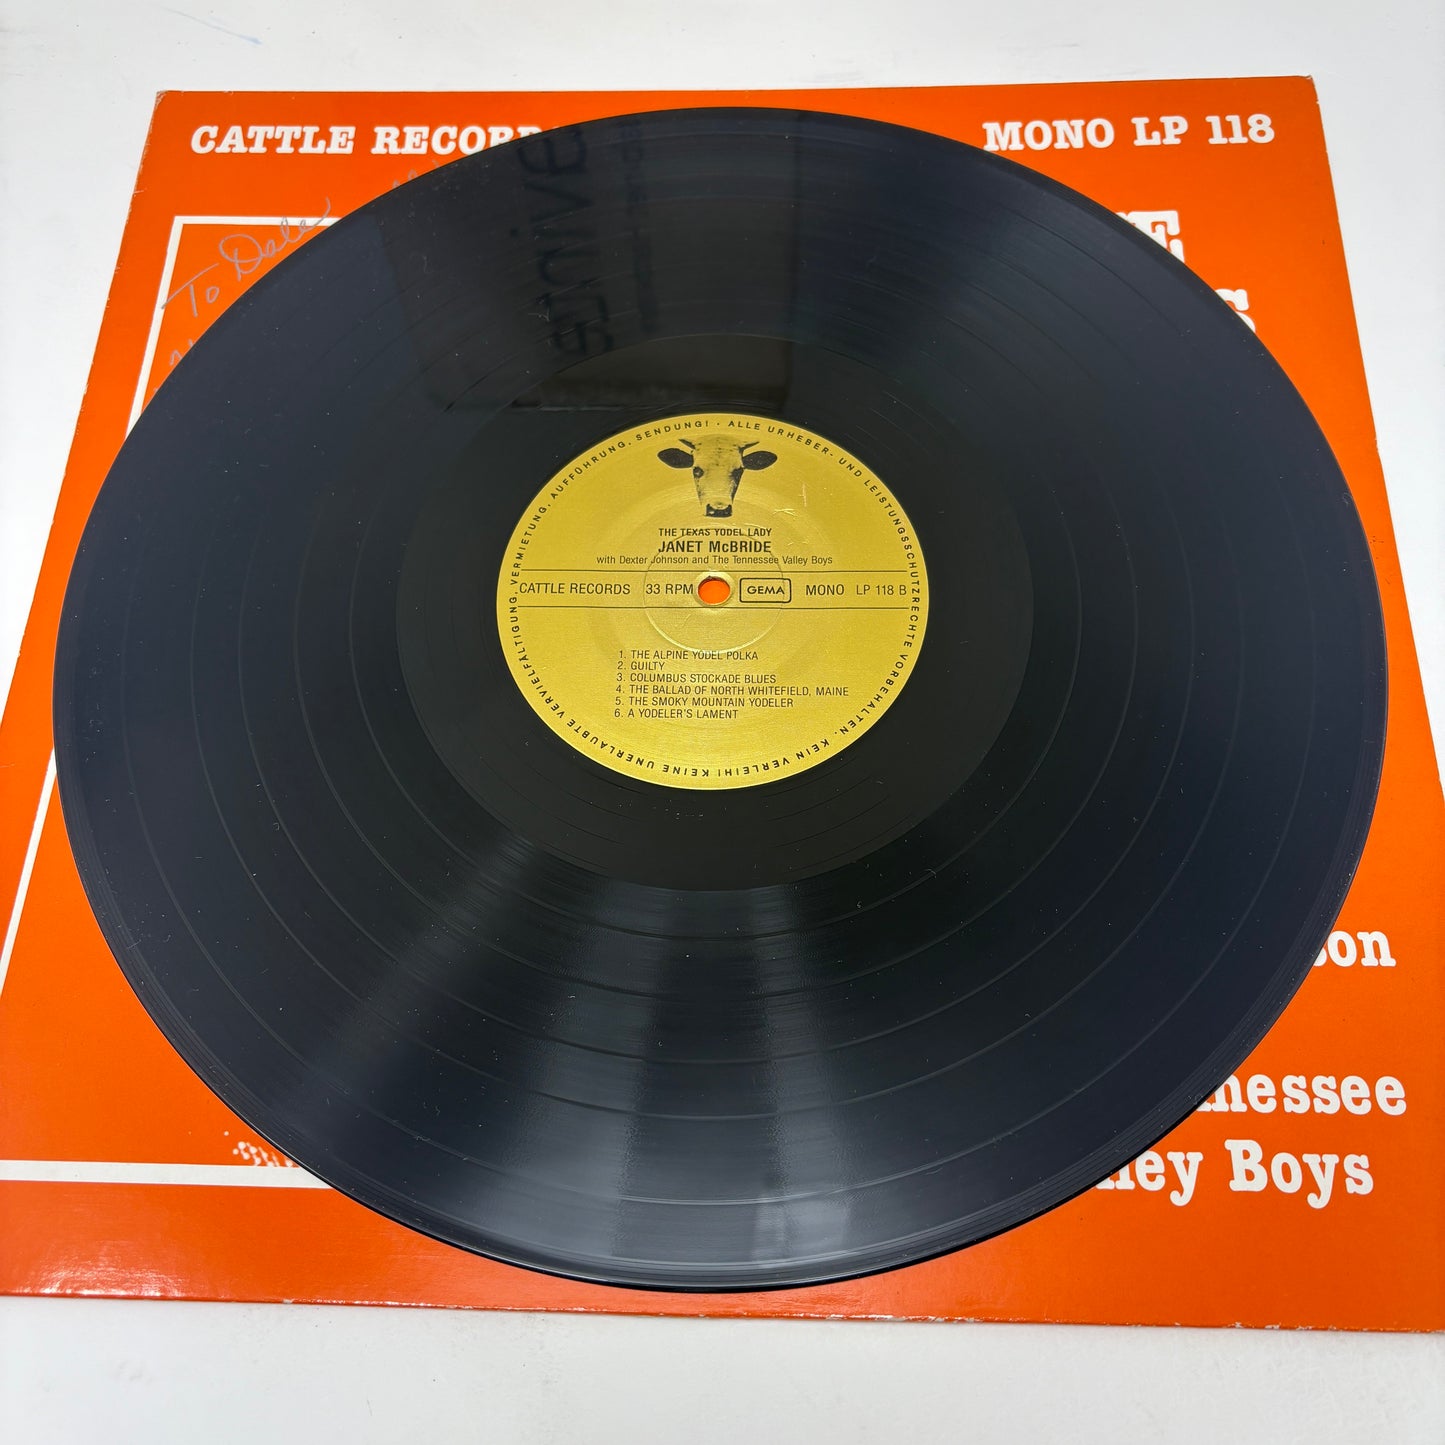 CATTLE RECOR
MONO LP 118
To Dale
E
S
son
nessee
ley Boys
VERMIETUNG, AUFFÜHRUNG, SENDUNG! · ALLE URHEBER- UND LEISTUNGSSCHUTZRECHTE VORBEHALTEN. KEIN VERLEIH! KEINE UNERLAUBTE VERVIELFÄLTIGUNG,
THE TEXAS YODEL LADY
JANET McBRIDE
with Dexter Johnson and The Tennessee Valley Boys
CATTLE RECORDS 33 RPM GEMA MONO LP 118 B
1. THE ALPINE YODEL POLKA
2. GUILTY
3. COLUMBUS STOCKADE BLUES
4. THE BALLAD OF NORTH WHITEFIELD, MAINE
5. THE SMOKY MOUNTAIN YODELER
6. A YODELER'S LAMENT